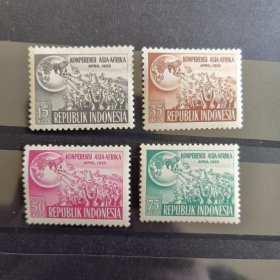 KONPERENSI ASIA-AFRIKA
APRIL 1955
15
REPUBLIK INDONESIA
KONPERENSI ASIA-AFRIKA
APRIL 1955
35
REPUBLIK INDONESIA
KONPERENSI ASIA-AFRIKA
APRIL 1955
50
REPUBLIK INDONESIA
KONPERENSI ASIA-AFRIKA
APRIL 1955
75
REPUBLIK INDONESIA